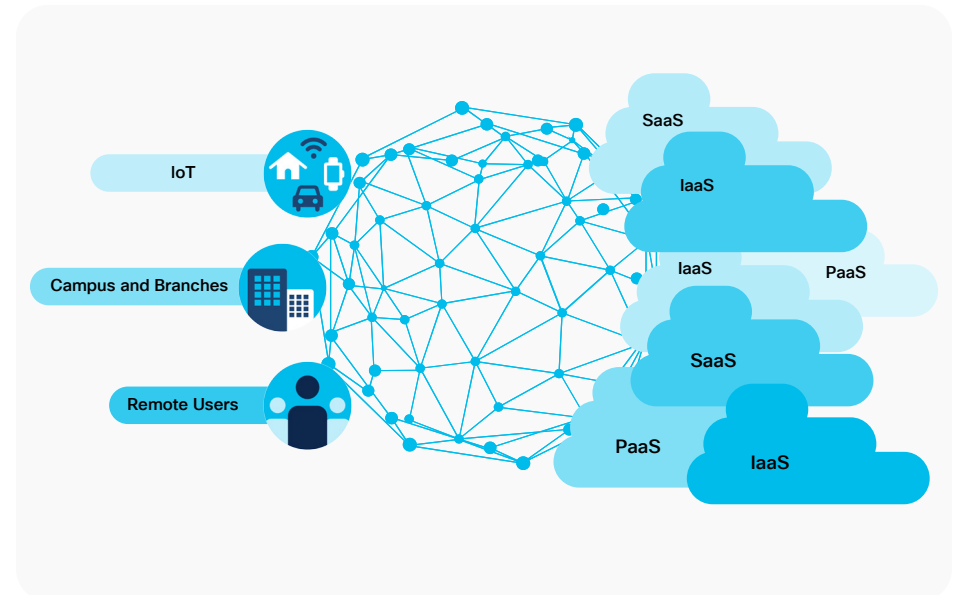 IoT
Campus and Branches
Remote Users
SaaS
IaaS
IaaS
PaaS
SaaS
PaaS
IaaS